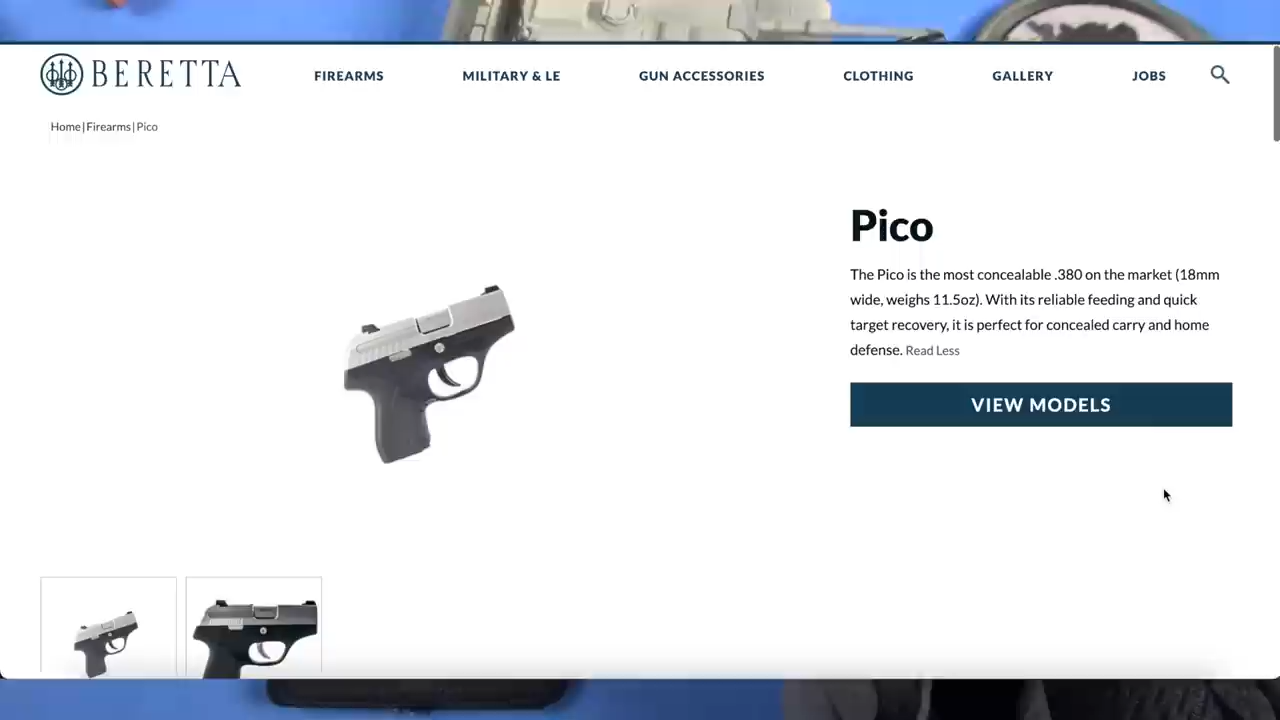 BERETTA
FIREARMS
MILITARY & LE
GUN ACCESSORIES
CLOTHING
GALLERY
JOBS
Home|Firearms|Pico
Pico
The Pico is the most concealable .380 on the market (18mm
wide, weighs 11.5oz). With its reliable feeding and quick
target recovery, it is perfect for concealed carry and home
defense. Read Less
VIEW MODELS